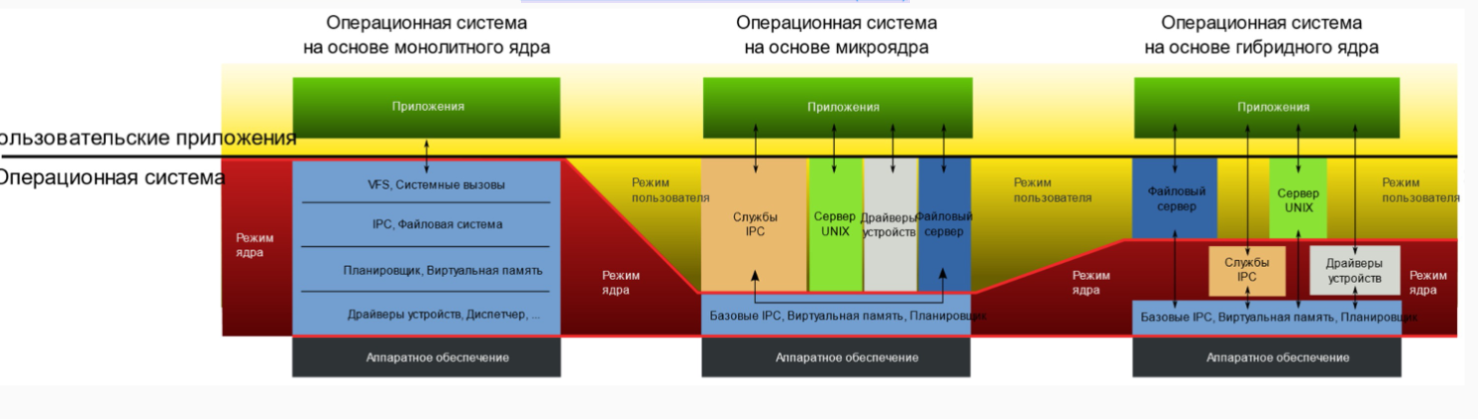 Операционная система
на основе монолитного ядра
Операционная система
на основе микроядра
Операционная система
на основе гибридного ядра
Приложения
Приложения
Приложения
ользовательские приложения
Операционная система
VFS, Системные вызовы
IPC, Файловая система
Планировщик, Виртуальная память
Драйверы устройств, Диспетчер, ...
Аппаратное обеспечение
Режим
ядра
Режим
ядра
Режим
пользователя
Службы
IPC
Сервер
UNIX
Драйверы
устройств
Файловый
сервер
Базовые IPC, Виртуальная память, Планировщик
Аппаратное обеспечение
Режим
пользователя
Режим
ядра
Файловый
сервер
Сервер
UNIX
Режим
пользователя
Службы
IPC
Драйверы
устройств
Режим
ядра
Базовые IPC, Виртуальная память, Планировщик
Аппаратное обеспечение